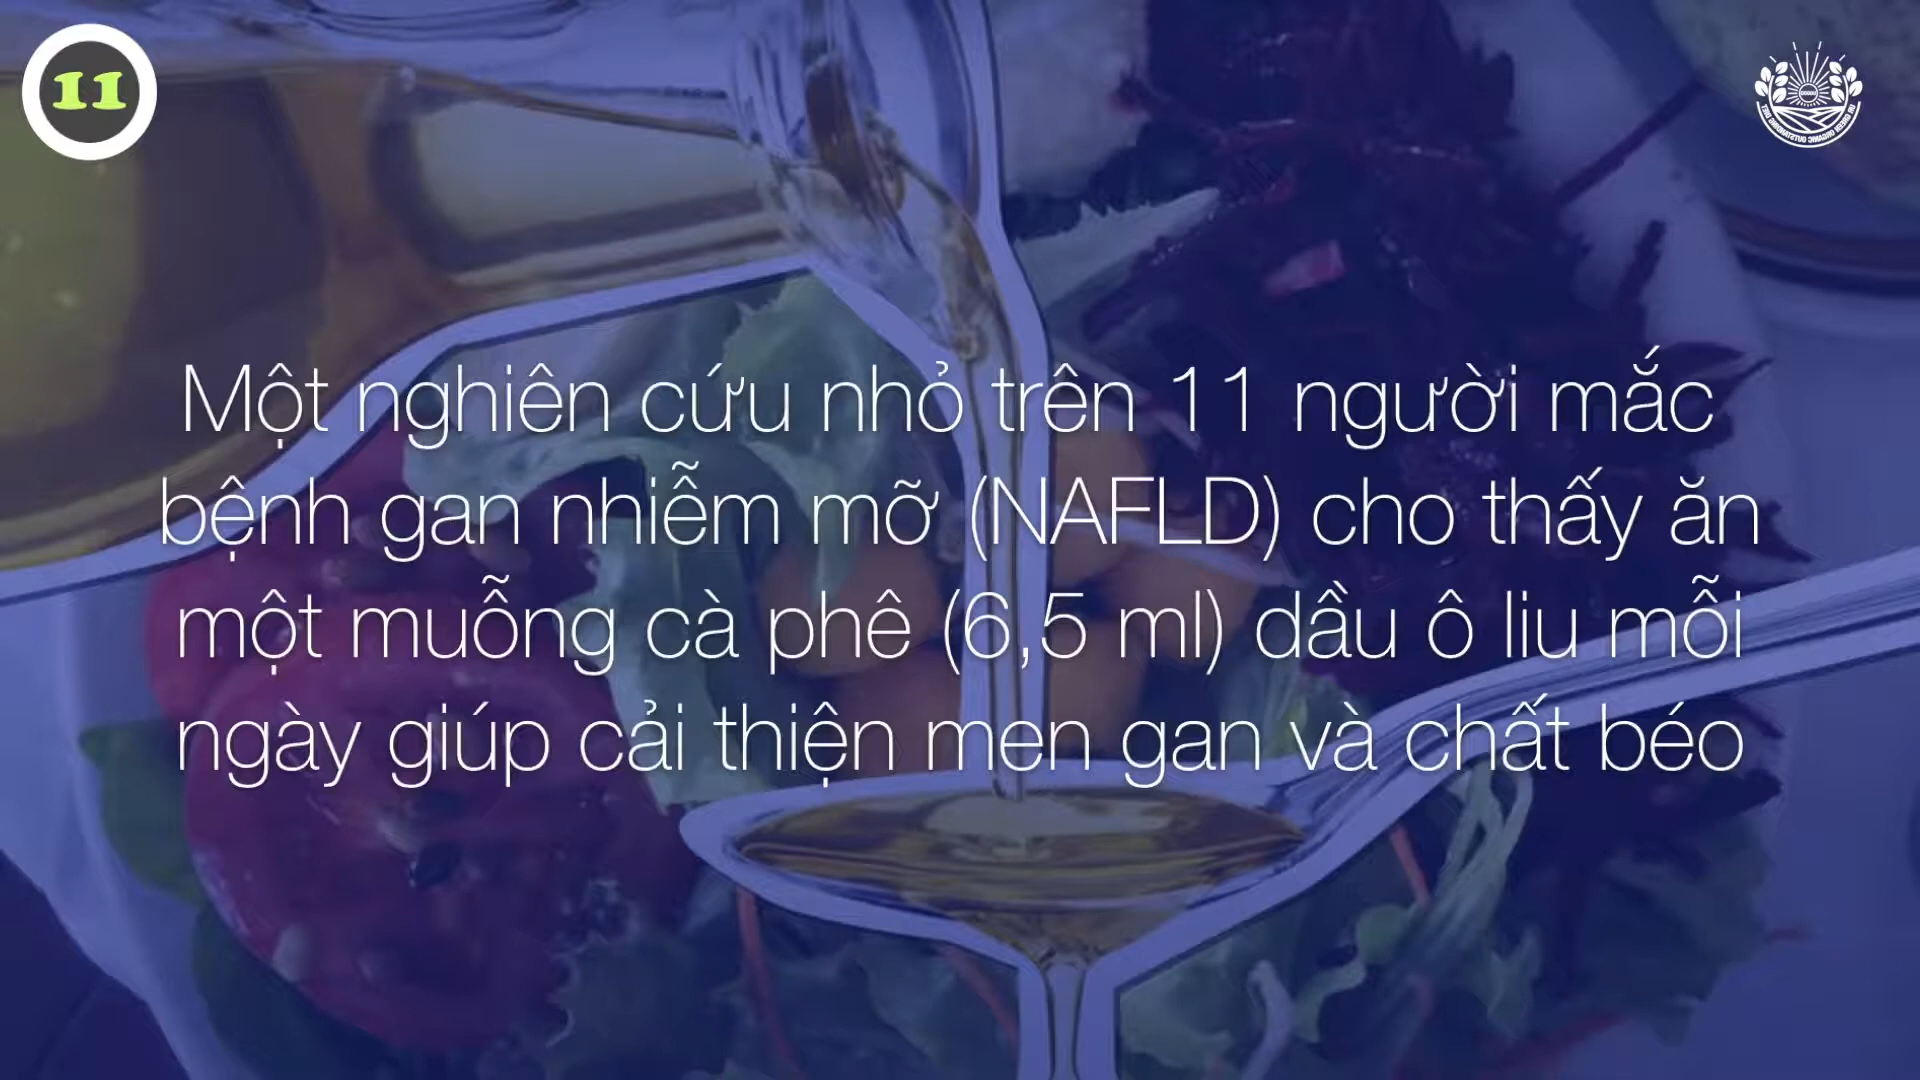 11
Một nghiên cứu nhỏ trên 11 người mắc
bệnh gan nhiễm mỡ (NAFLD) cho thấy ăn
một muỗng cà phê (6,5 ml) dầu ô liu mỗi
ngày giúp cải thiện men gan và chất béo